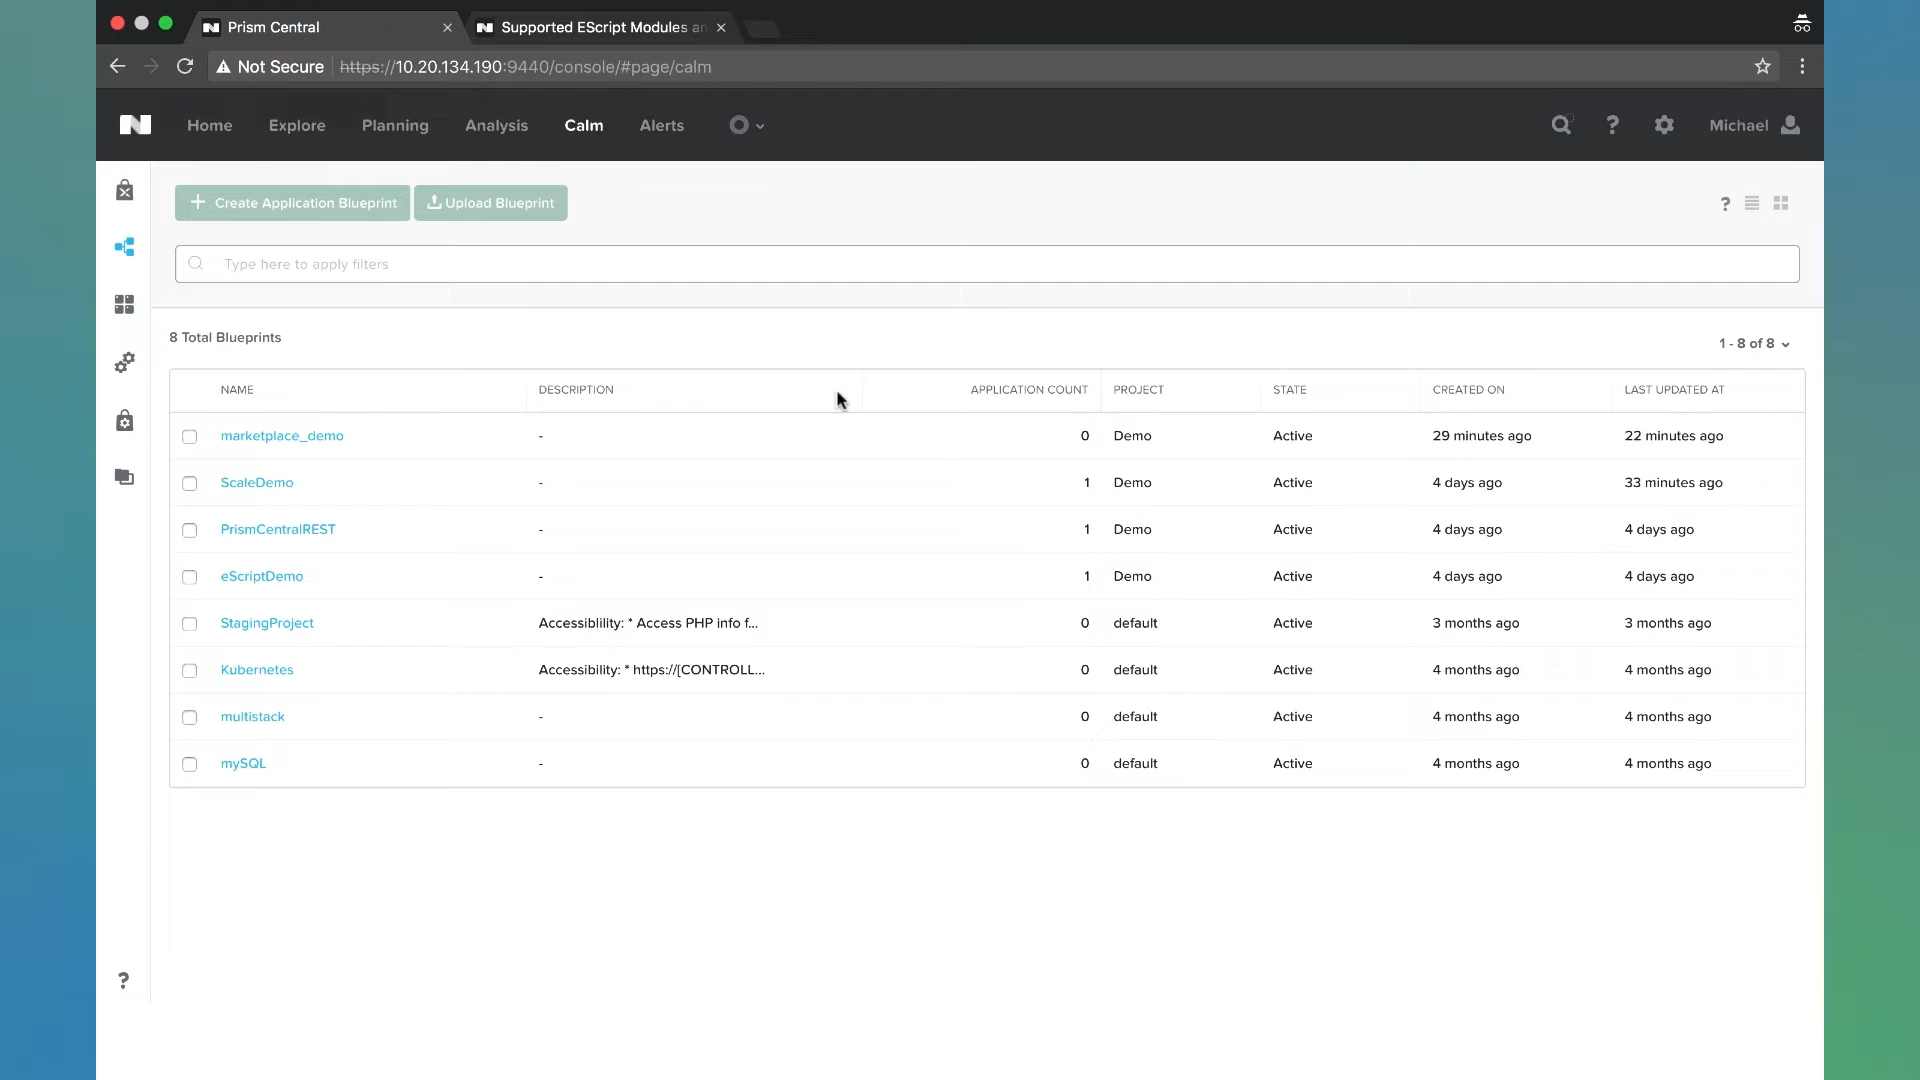 Prism Central
Supported EScript Modules an
Not Secure
https://10.20.134.190:9440/console/#page/calm
Home
Explore
Planning
Analysis
Calm
Alerts
?
Michael
+ Create Application Blueprint
Upload Blueprint
?
Type here to apply filters
8 Total Blueprints
1 - 8 of 8
NAME DESCRIPTION APPLICATION COUNT PROJECT STATE CREATED ON LAST UPDATED AT
marketplace_demo - 0 Demo Active 29 minutes ago 22 minutes ago
ScaleDemo - 1 Demo Active 4 days ago 33 minutes ago
PrismCentralREST - 1 Demo Active 4 days ago 4 days ago
eScriptDemo - 1 Demo Active 4 days ago 4 days ago
StagingProject Accessiblility: * Access PHP info f... 0 default Active 3 months ago 3 months ago
Kubernetes Accessibility: * https://[CONTROLL... 0 default Active 4 months ago 4 months ago
multistack - 0 default Active 4 months ago 4 months ago
mySQL - 0 default Active 4 months ago 4 months ago
?